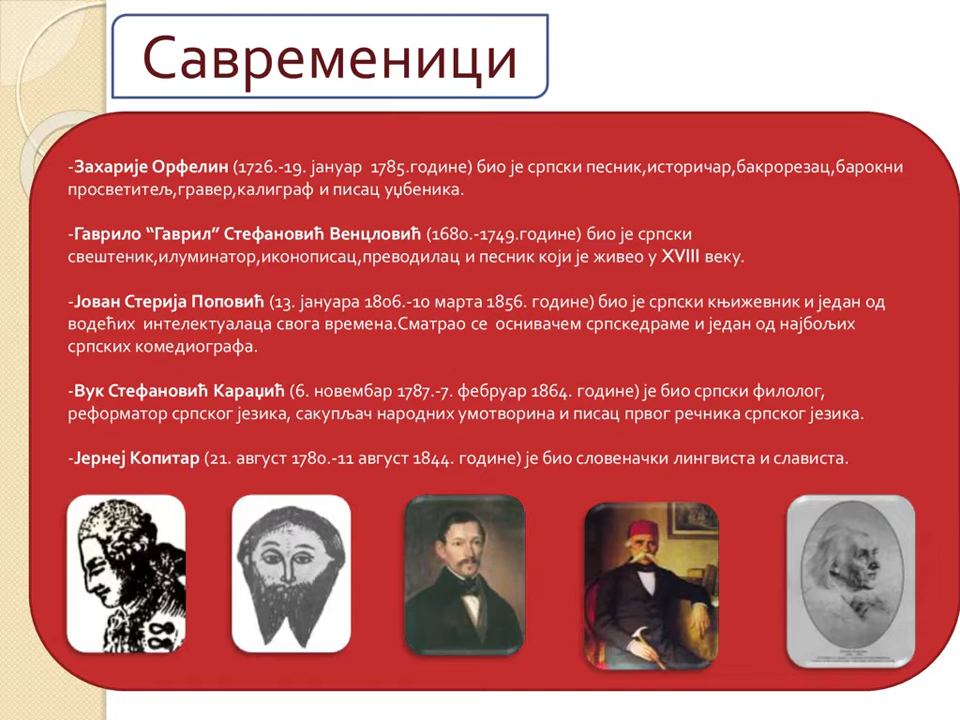 Савременици
-Захарије Орфелин (1726.-19. јануар 1785.године) био је српски песник,историчар,бакрорезац,барокни
просветитељ,гравер,калиграф и писац уџбеника.
-Гаврило “Гаврил” Стефановић Венцловић (1680.-1749.године) био је српски
свештеник,илуминатор,иконописац,преводилац и песник који је живео у XVIII веку.
-Јован Стерија Поповић (13. јануара 1806.-10 марта 1856. године) био је српски књижевник и један од
водећих интелектуалаца свога времена.Сматрао се оснивачем српскедраме и један од најбољих
српских комедиографа.
-Вук Стефановић Караџић (6. новембар 1787.-7. фебруар 1864. године) је био српски филолог,
реформатор српског језика, сакупљач народних умотворина и писац првог речника српског језика.
-Јернеј Копитар (21. август 1780.-11 август 1844. године) је био словеначки лингвиста и слависта.